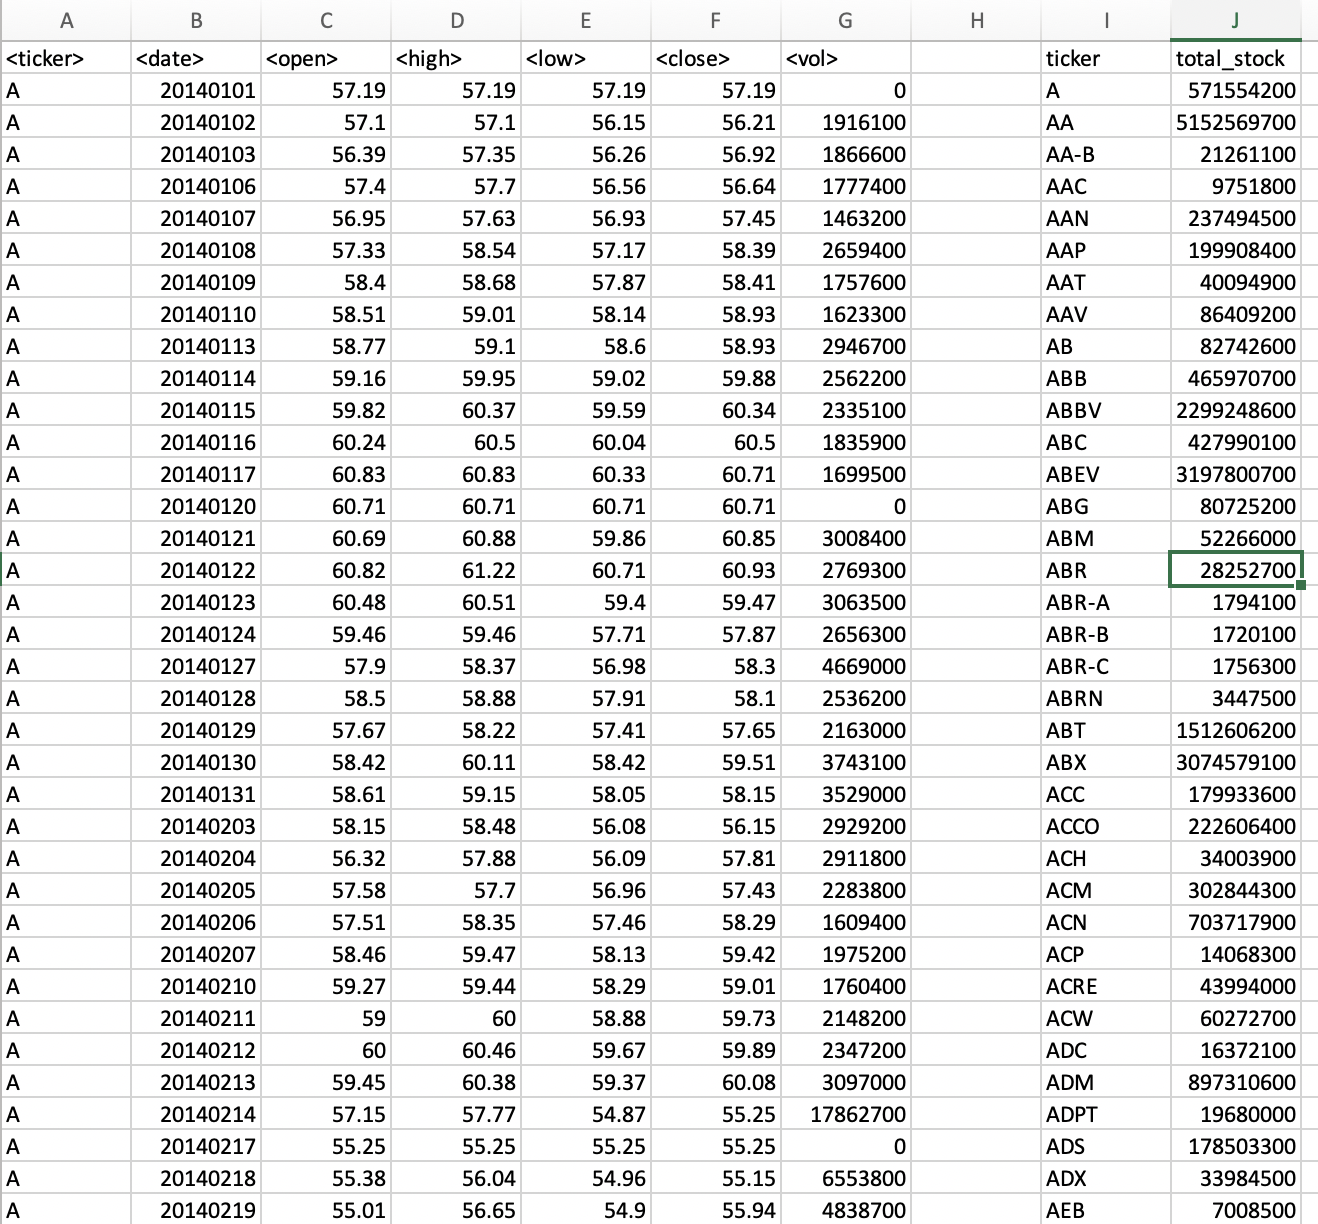 A B C D E F G H I J
<ticker> <date> <open> <high> <low> <close> <vol> ticker total_stock
A 20140101 57.19 57.19 57.19 57.19 0 A 571554200
A 20140102 57.1 57.1 56.15 56.21 1916100 AA 5152569700
A 20140103 56.39 57.35 56.26 56.92 1866600 AA-B 21261100
A 20140106 57.4 57.7 56.56 56.64 1777400 AAC 9751800
A 20140107 56.95 57.63 56.93 57.45 1463200 AAN 237494500
A 20140108 57.33 58.54 57.17 58.39 2659400 AAP 199908400
A 20140109 58.4 58.68 57.87 58.41 1757600 AAT 40094900
A 20140110 58.51 59.01 58.14 58.93 1623300 AAV 86409200
A 20140113 58.77 59.1 58.6 58.93 2946700 AB 82742600
A 20140114 59.16 59.95 59.02 59.88 2562200 ABB 465970700
A 20140115 59.82 60.37 59.59 60.34 2335100 ABBV 2299248600
A 20140116 60.24 60.5 60.04 60.5 1835900 ABC 427990100
A 20140117 60.83 60.83 60.33 60.71 1699500 ABEV 3197800700
A 20140120 60.71 60.71 60.71 60.71 0 ABG 80725200
A 20140121 60.69 60.88 59.86 60.85 3008400 ABM 52266000
A 20140122 60.82 61.22 60.71 60.93 2769300 ABR 28252700
A 20140123 60.48 60.51 59.4 59.47 3063500 ABR-A 1794100
A 20140124 59.46 59.46 57.71 57.87 2656300 ABR-B 1720100
A 20140127 57.9 58.37 56.98 58.3 4669000 ABR-C 1756300
A 20140128 58.5 58.88 57.91 58.1 2536200 ABRN 3447500
A 20140129 57.67 58.22 57.41 57.65 2163000 ABT 1512606200
A 20140130 58.42 60.11 58.42 59.51 3743100 ABX 3074579100
A 20140131 58.61 59.15 58.05 58.15 3529000 ACC 179933600
A 20140203 58.15 58.48 56.08 56.15 2929200 ACCO 222606400
A 20140204 56.32 57.88 56.09 57.81 2911800 ACH 34003900
A 20140205 57.58 57.7 56.96 57.43 2283800 ACM 302844300
A 20140206 57.51 58.35 57.46 58.29 1609400 ACN 703717900
A 20140207 58.46 59.47 58.13 59.42 1975200 ACP 14068300
A 20140210 59.27 59.44 58.29 59.01 1760400 ACRE 43994000
A 20140211 59 60 58.88 59.73 2148200 ACW 60272700
A 20140212 60 60.46 59.67 59.89 2347200 ADC 16372100
A 20140213 59.45 60.38 59.37 60.08 3097000 ADM 897310600
A 20140214 57.15 57.77 54.87 55.25 17862700 ADPT 19680000
A 20140217 55.25 55.25 55.25 55.25 0 ADS 178503300
A 20140218 55.38 56.04 54.96 55.15 6553800 ADX 33984500
A 20140219 55.01 56.65 54.9 55.94 4838700 AEB 7008500